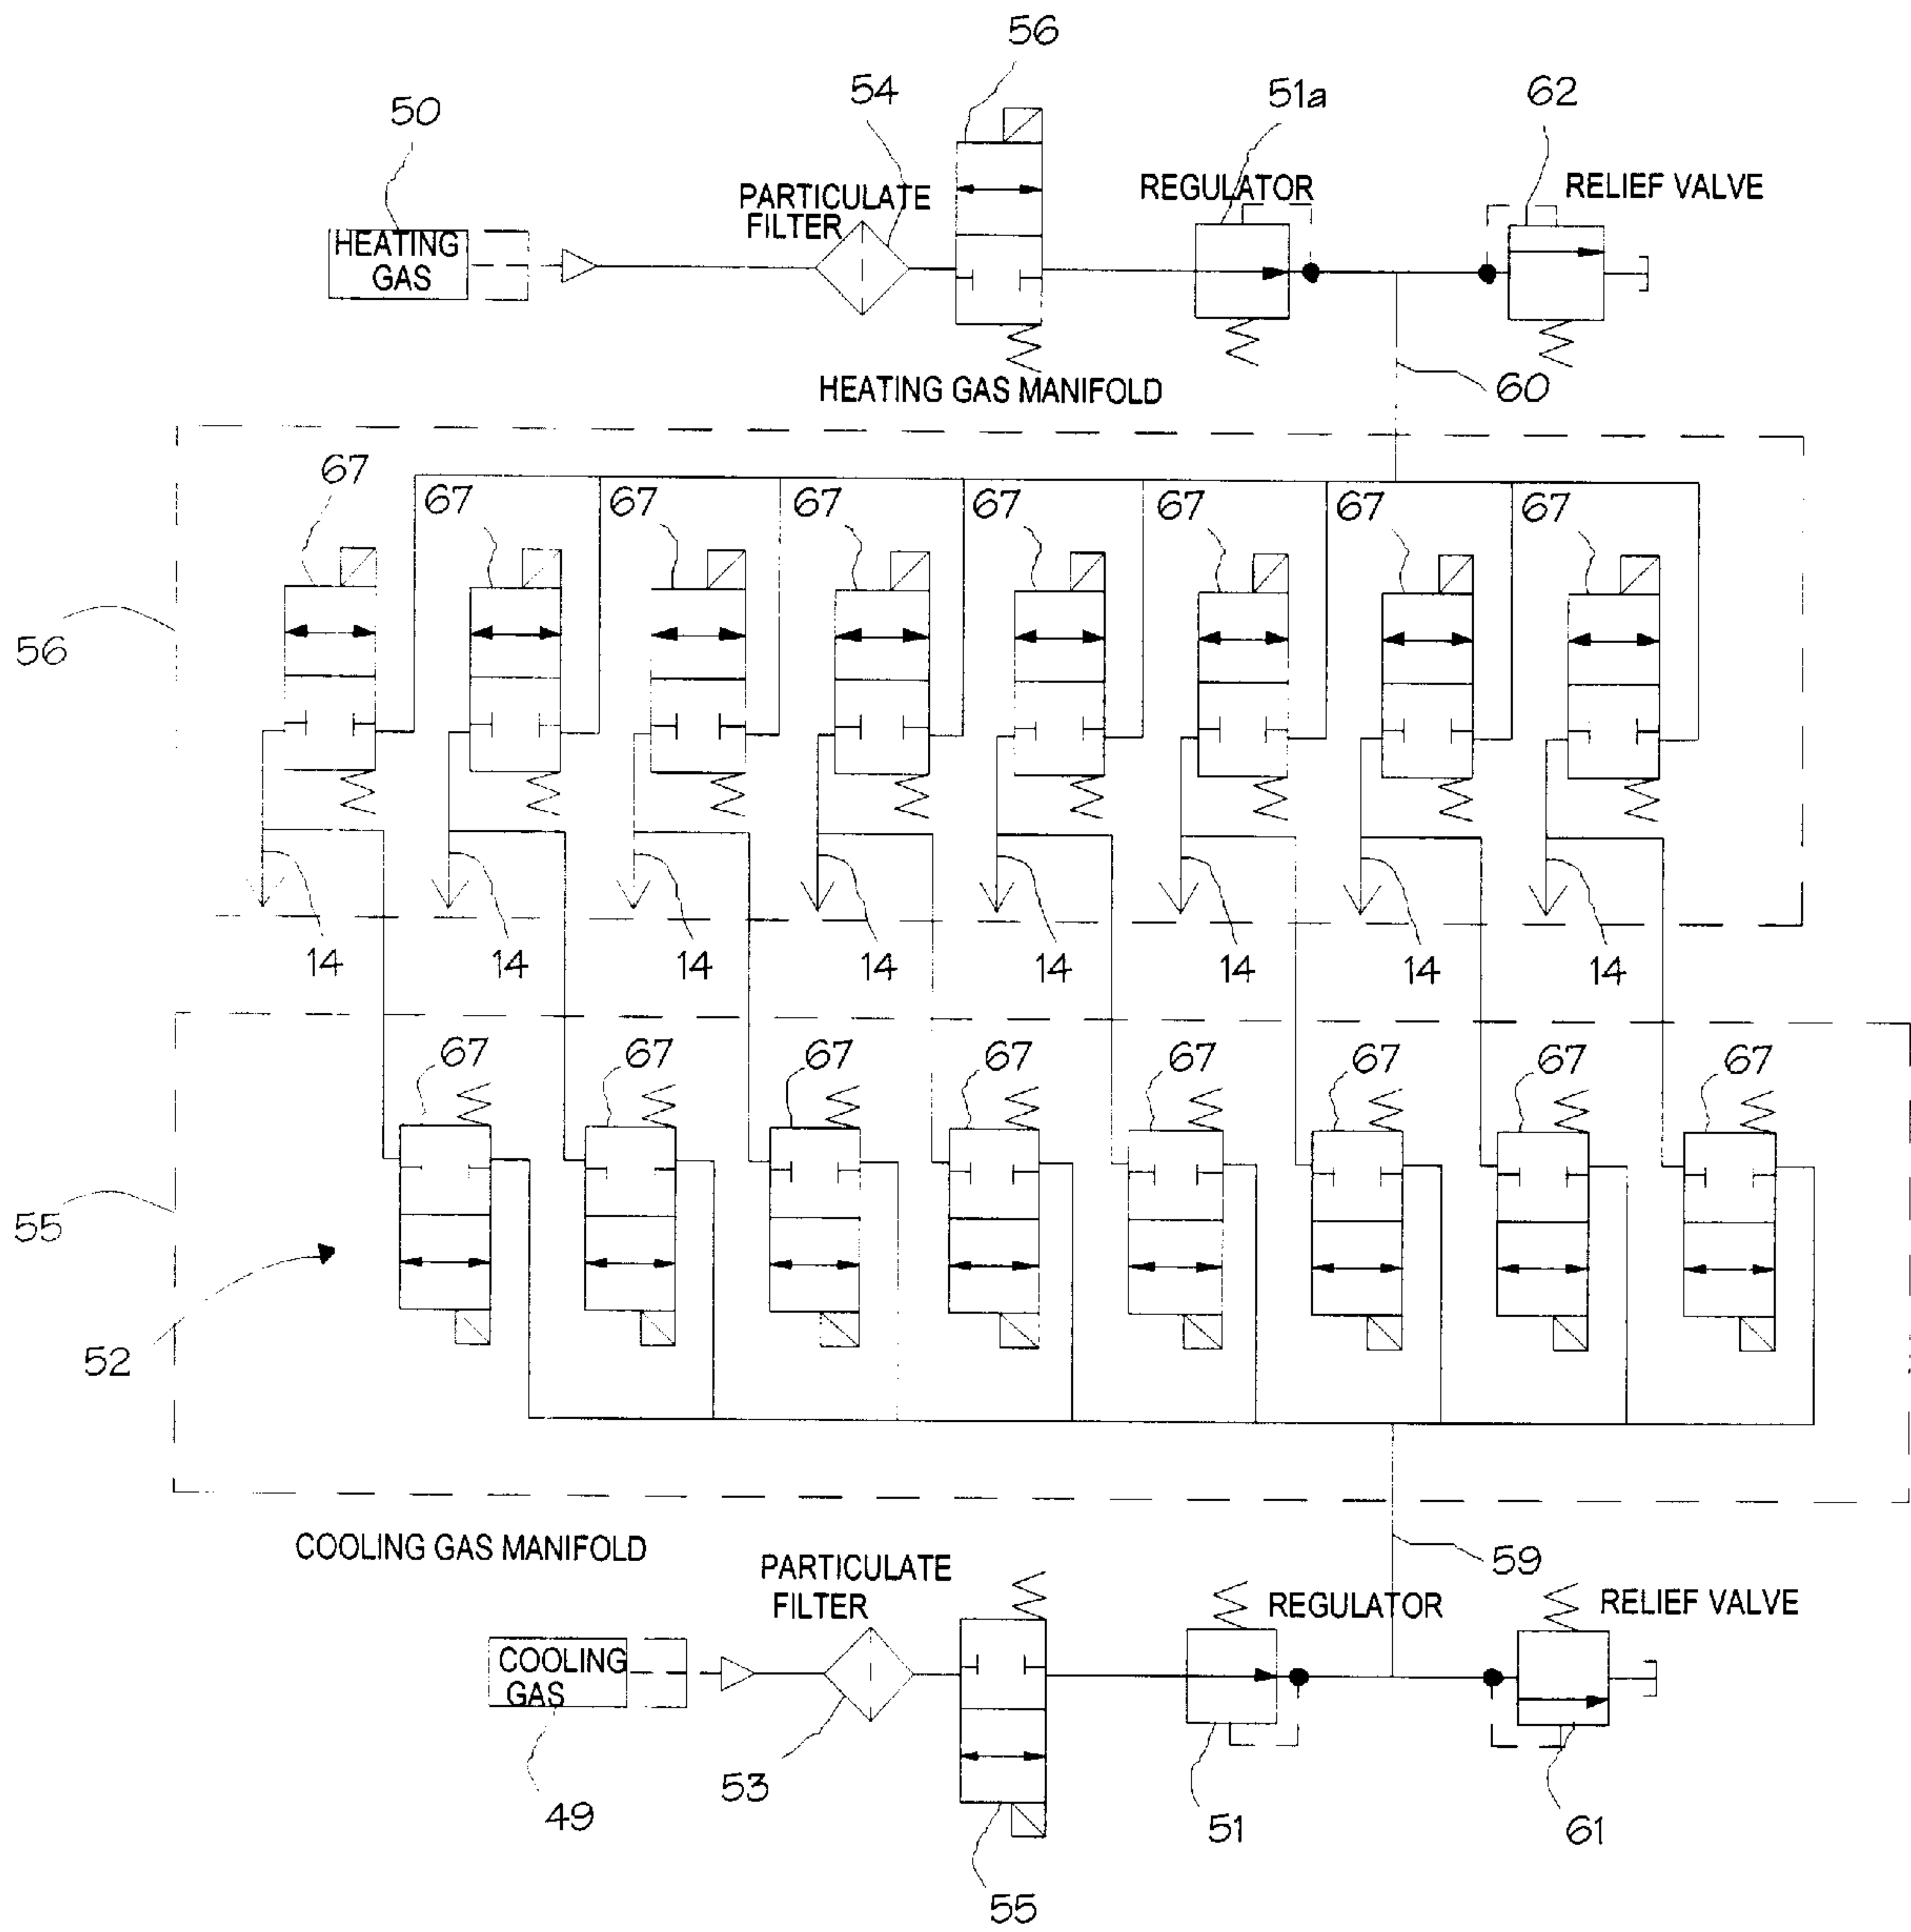 56
54
51a
62
50
PARTICULATE
FILTER
REGULATOR
RELIEF VALVE
HEATING
GAS
HEATING GAS MANIFOLD
60
67
67
67
67
67
67
67
67
56
14
14
14
14
14
14
14
14
67
67
67
67
67
67
67
67
55
52
COOLING GAS MANIFOLD
59
PARTICULATE
FILTER
REGULATOR
RELIEF VALVE
COOLING
GAS
53
49
51
61
55